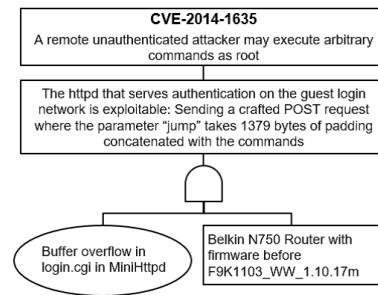 CVE-2014-1635
A remote unauthenticated attacker may execute arbitrary
commands as root
The httpd that serves authentication on the guest login
network is exploitable: Sending a crafted POST request
where the parameter “jump” takes 1379 bytes of padding
concatenated with the commands
Buffer overflow in
login.cgi in MiniHttpd
Belkin N750 Router with
firmware before
F9K1103_WW_1.10.17m